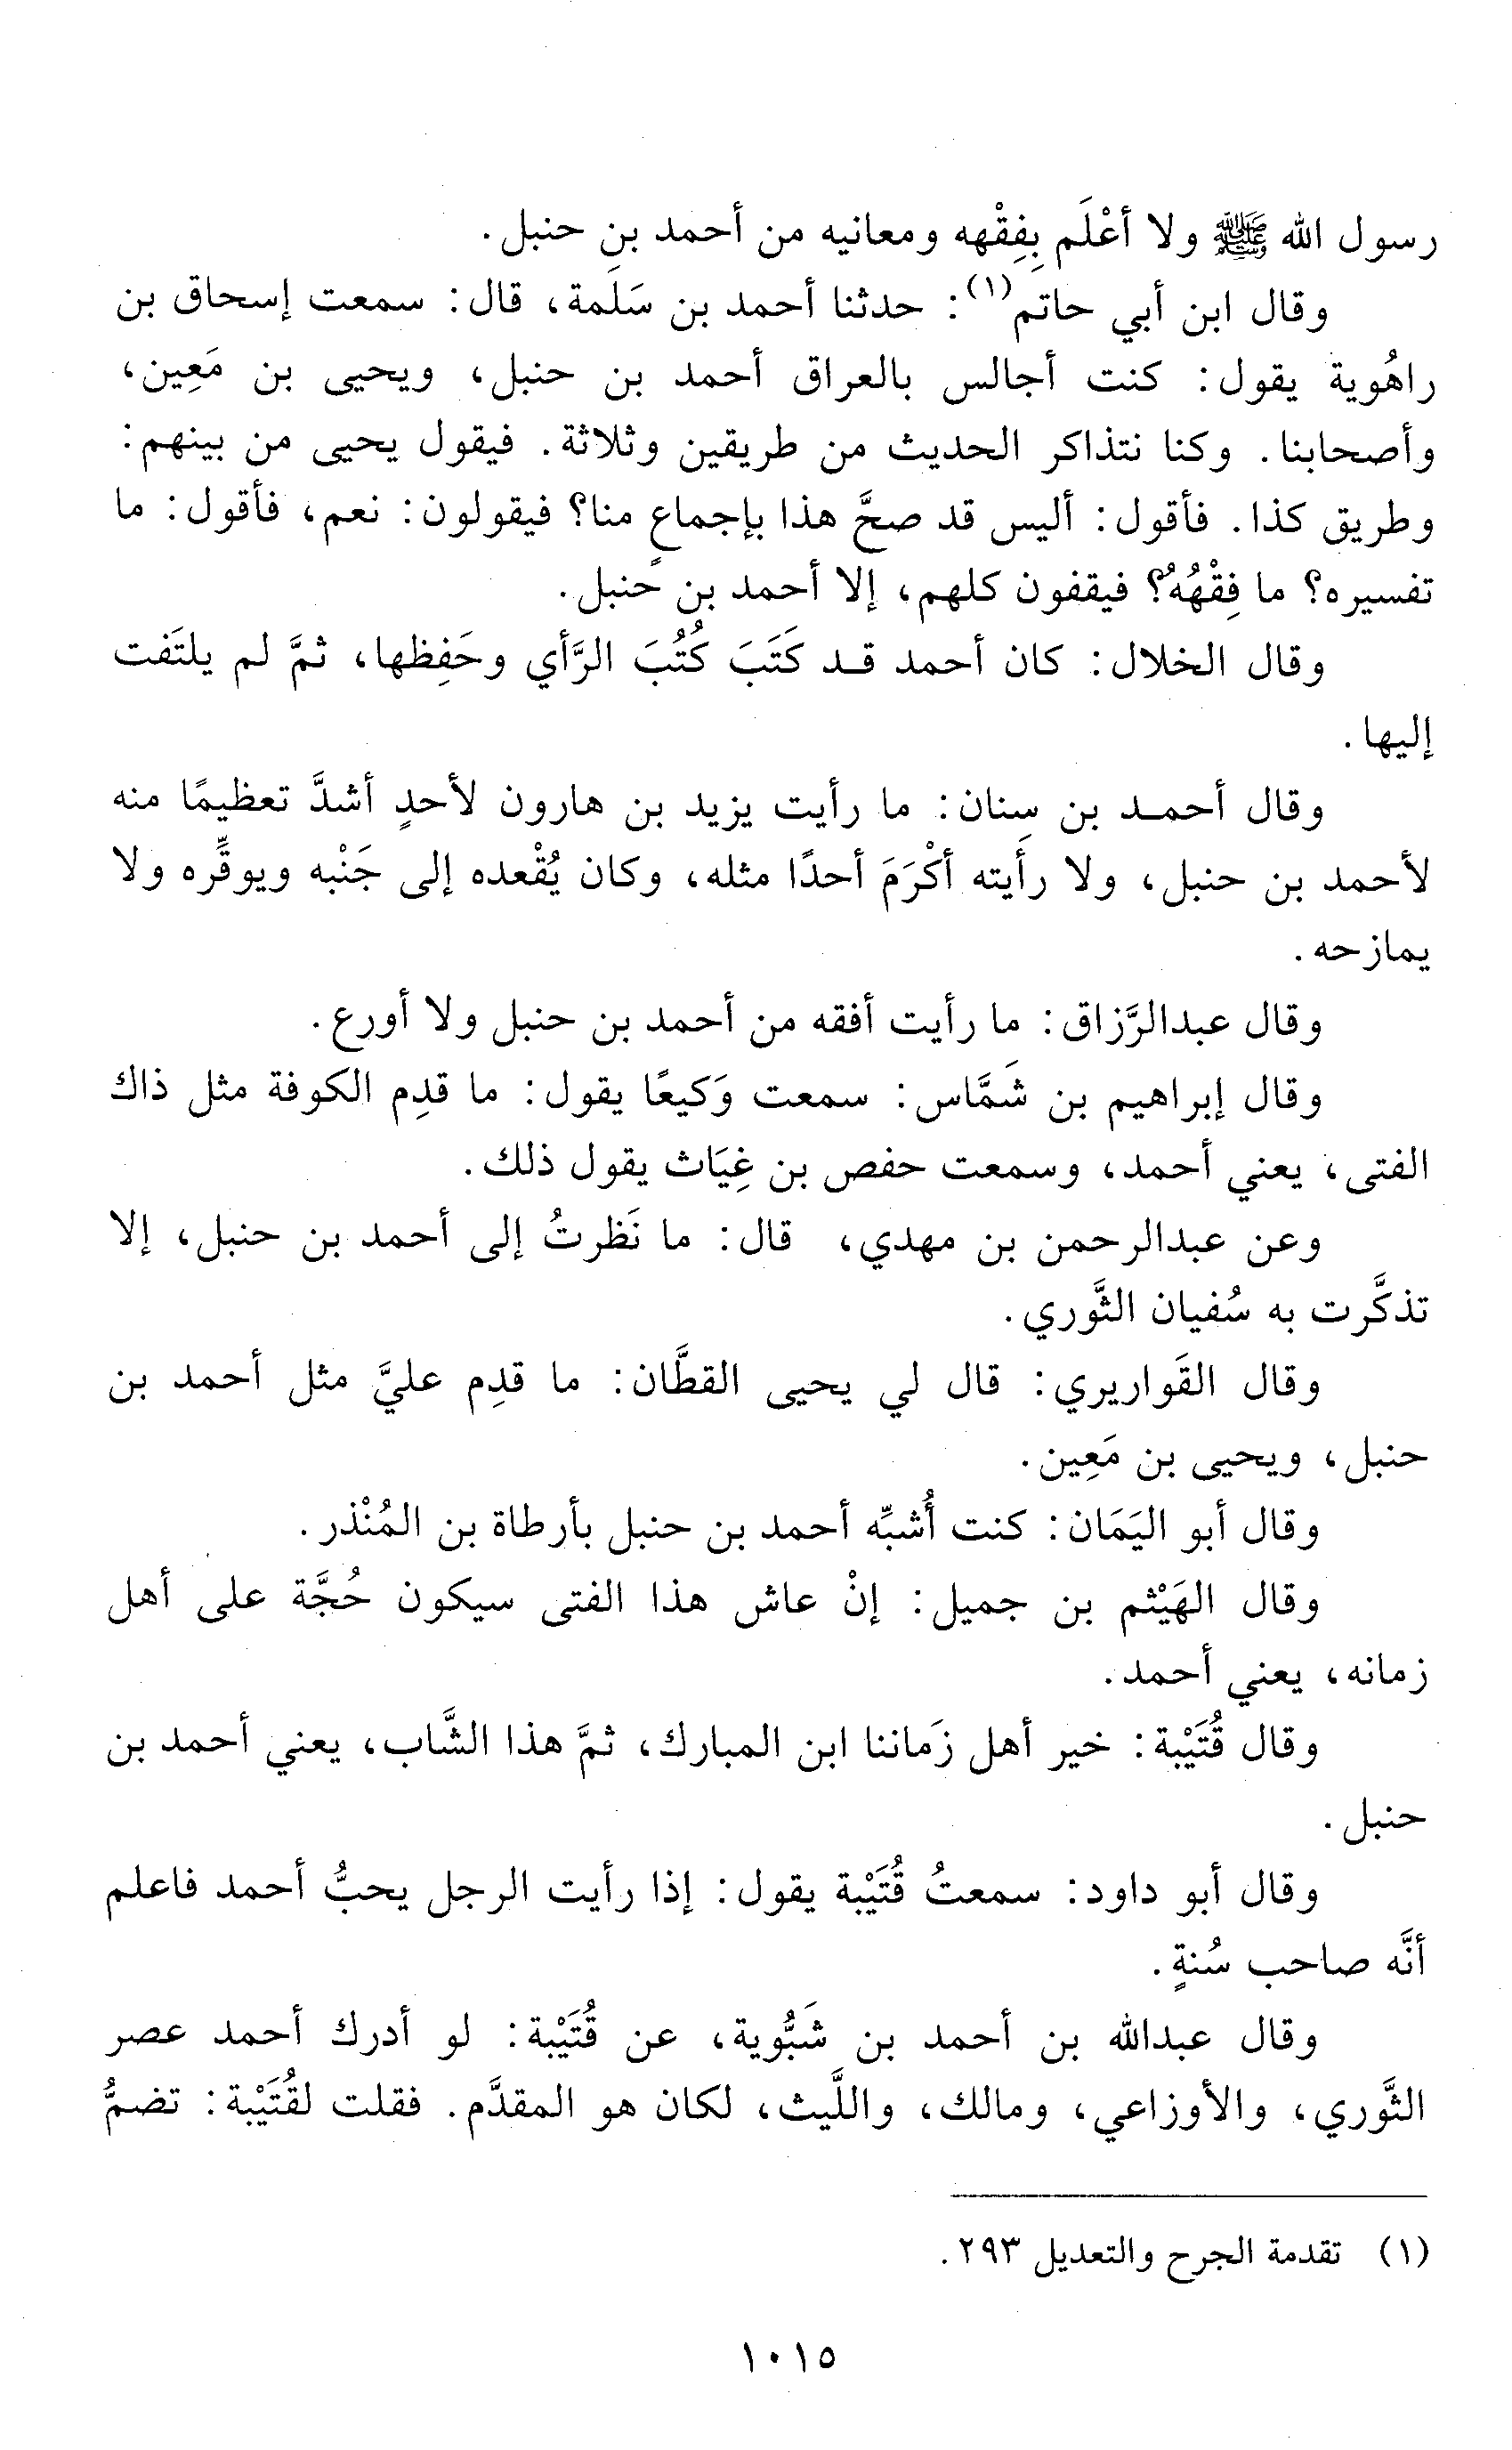 رسول الله ﷺ ولا أعْلَم بِفِقْهه ومعانيه من أحمد بن حنبل.
وقال ابن أبي حاتم(١): حدثنا أحمد بن سَلَمة، قال: سمعت إسحاق بن
راهُوية يقول: كنت أجالس بالعراق أحمد بن حنبل، ويحيى بن مَعِين،
وأصحابنا. وكنا نتذاكر الحديث من طريقين وثلاثة. فيقول يحيى من بينهم:
وطريق كذا. فأقول: أليس قد صحَّ هذا بإجماعٍ منا؟ فيقولون: نعم، فأقول: ما
تفسيره؟ ما فِقْهُهُ؟ فيقفون كلهم، إلا أحمد بن حنبل.
وقال الخلال: كان أحمد قد كَتَبَ كُتُبَ الرَّأي وحَفِظها، ثمَّ لم يلتَفت
إليها.
وقال أحمد بن سِنان: ما رأيت يزيد بن هارون لأحدٍ أشدَّ تعظيمًا منه
لأحمد بن حنبل، ولا رأيته أكْرَمَ أحدًا مثله، وكان يُقْعده إلى جَنْبه ويوقِّره ولا
يمازحه.
وقال عبدالرَّزاق: ما رأيت أفقه من أحمد بن حنبل ولا أورع.
وقال إبراهيم بن شَمَّاس: سمعت وَكيعًا يقول: ما قدِم الكوفة مثل ذاك
الفتى، يعني أحمد، وسمعت حفص بن غِيَاث يقول ذلك.
وعن عبدالرحمن بن مهدي، قال: ما نَظرتُ إلى أحمد بن حنبل، إلا
تذكَّرت به سُفيان الثَّوري.
وقال القَواريري: قال لي يحيى القطَّان: ما قدِم عليَّ مثل أحمد بن
حنبل، ويحيى بن مَعِين.
وقال أبو اليَمَان: كنت أُشبِّه أحمد بن حنبل بأرطاة بن المُنْذر.
وقال الهَيْثم بن جميل: إنْ عاش هذا الفتى سيكون حُجَّة على أهل
زمانه، يعني أحمد.
وقال قُتَيْبة: خير أهل زَماننا ابن المبارك، ثمَّ هذا الشَّاب، يعني أحمد بن
حنبل.
وقال أبو داود: سمعتُ قُتَيْبة يقول: إذا رأيت الرجل يحبُّ أحمد فاعلم
أنَّه صاحب سُنةٍ.
وقال عبدالله بن أحمد بن شَبُّوية، عن قُتَيْبة: لو أدرك أحمد عصر
الثَّوري، والأوزاعي، ومالك، واللَّيث، لكان هو المقدَّم. فقلت لقُتَيْبة: تضمُّ
(١) تقدمة الجرح والتعديل ٢٩٣.
١٠١٥